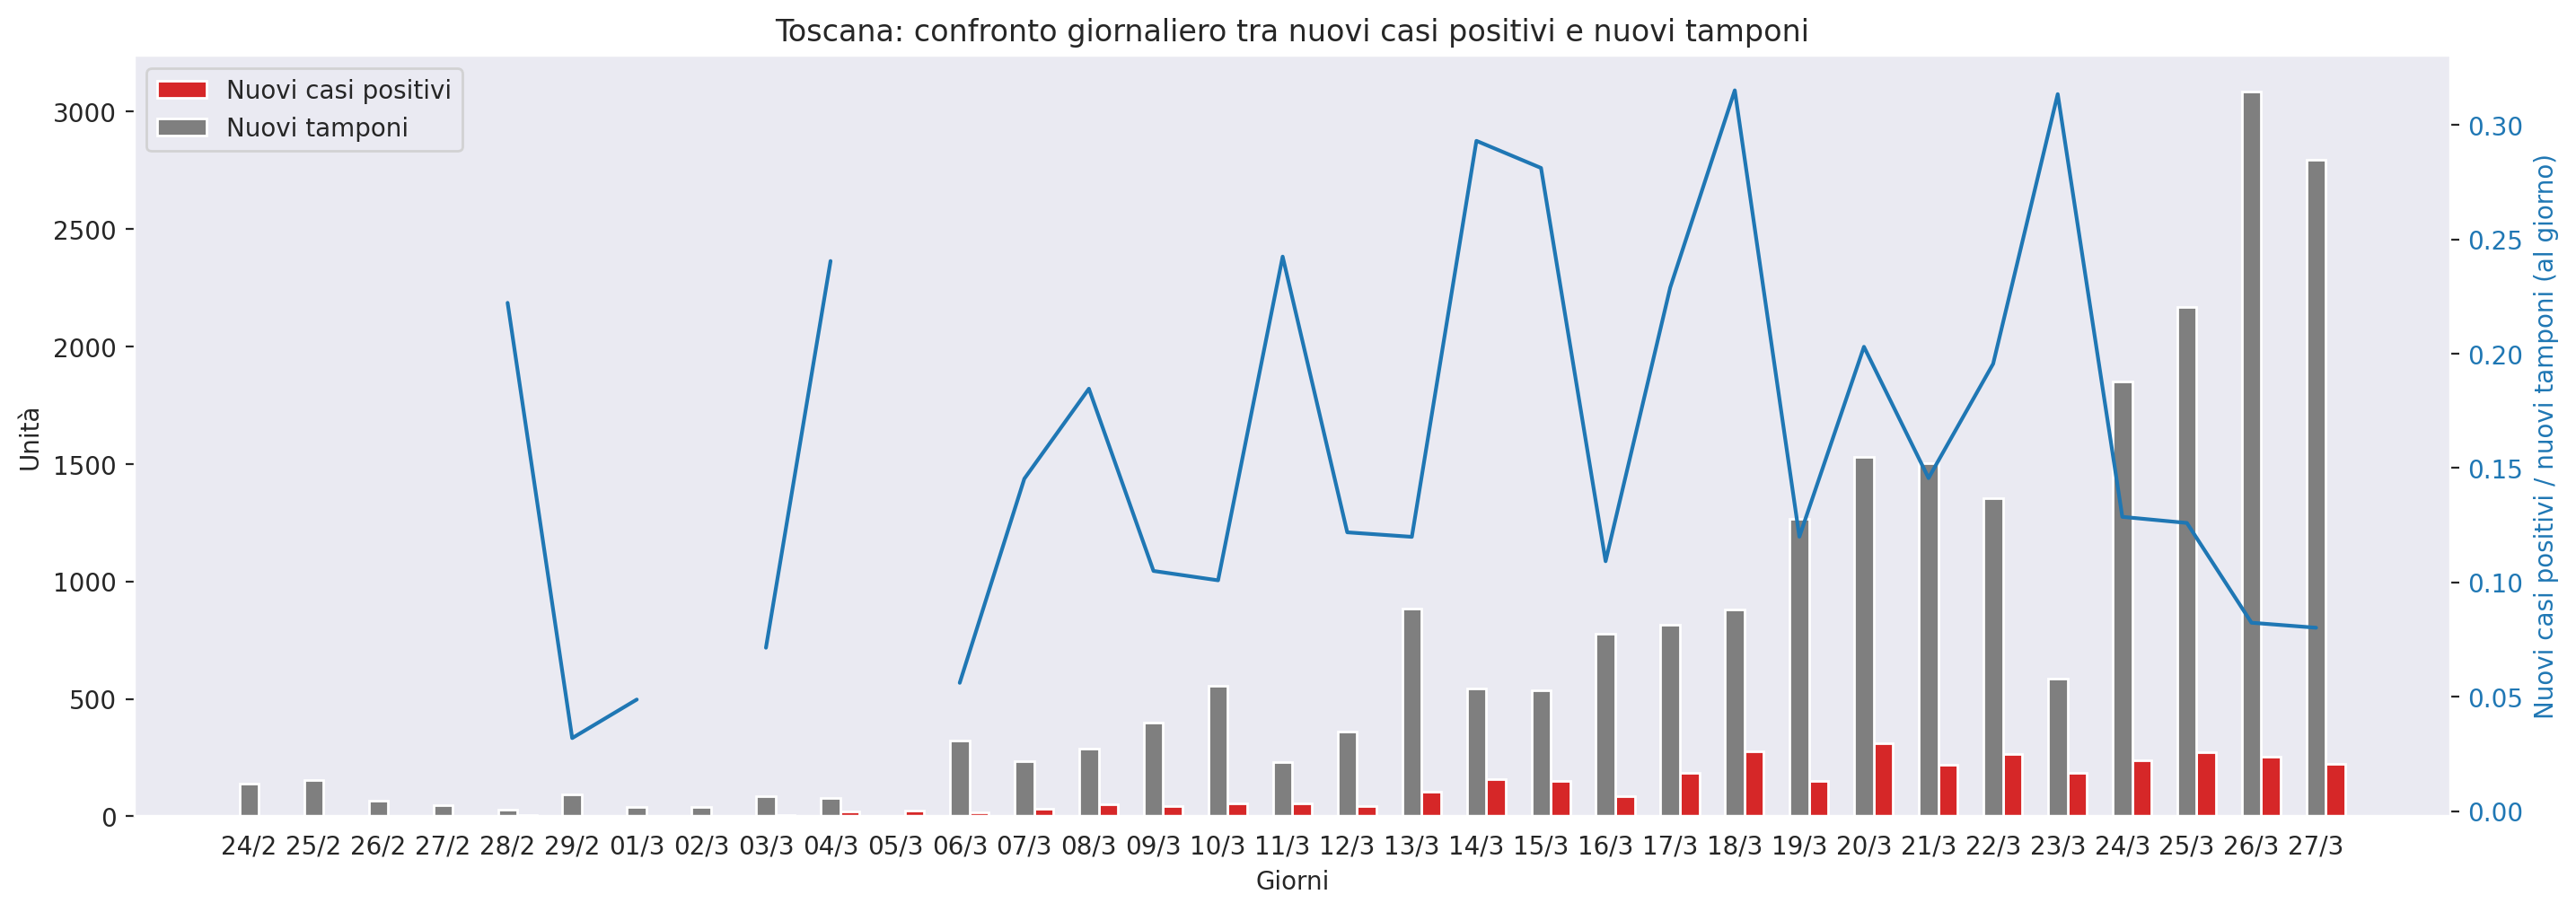 Toscana: confronto giornaliero tra nuovi casi positivi e nuovi tamponi
Nuovi casi positivi
Nuovi tamponi
3000
2500
2000
1500
1000
500
0
Unità
0.30
0.25
0.20
0.15
0.10
0.05
0.00
Nuovi casi positivi / nuovi tamponi (al giorno)
24/2 25/2 26/2 27/2 28/2 29/2 01/3 02/3 03/3 04/3 05/3 06/3 07/3 08/3 09/3 10/3 11/3 12/3 13/3 14/3 15/3 16/3 17/3 18/3 19/3 20/3 21/3 22/3 23/3 24/3 25/3 26/3 27/3
Giorni